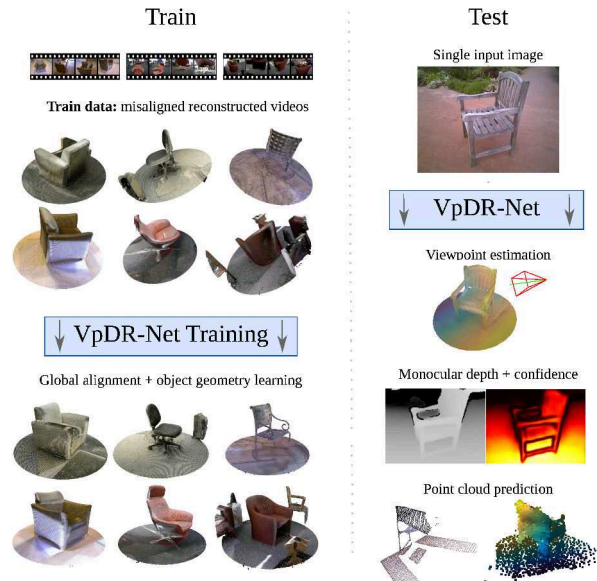 Train
Train data: misaligned reconstructed videos
VpDR-Net Training
Global alignment + object geometry learning
Test
Single input image
VpDR-Net
Viewpoint estimation
Monocular depth + confidence
Point cloud prediction